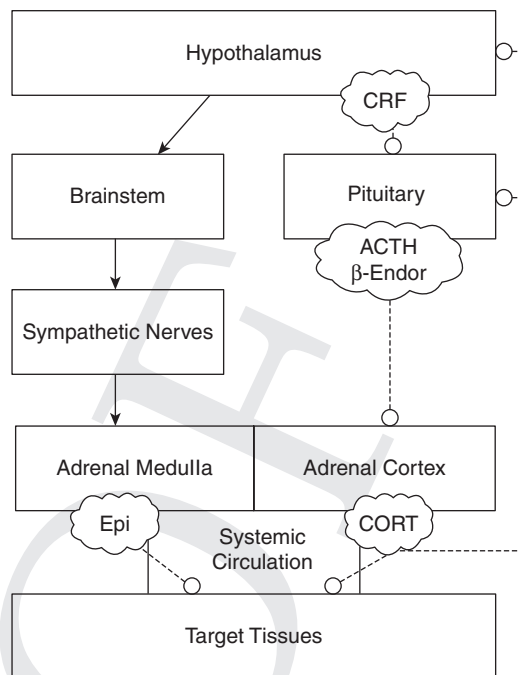 Hypothalamus
CRF
Brainstem
Pituitary
ACTH
β-Endor
Sympathetic Nerves
Adrenal Medulla
Adrenal Cortex
Epi
Systemic
Circulation
CORT
Target Tissues